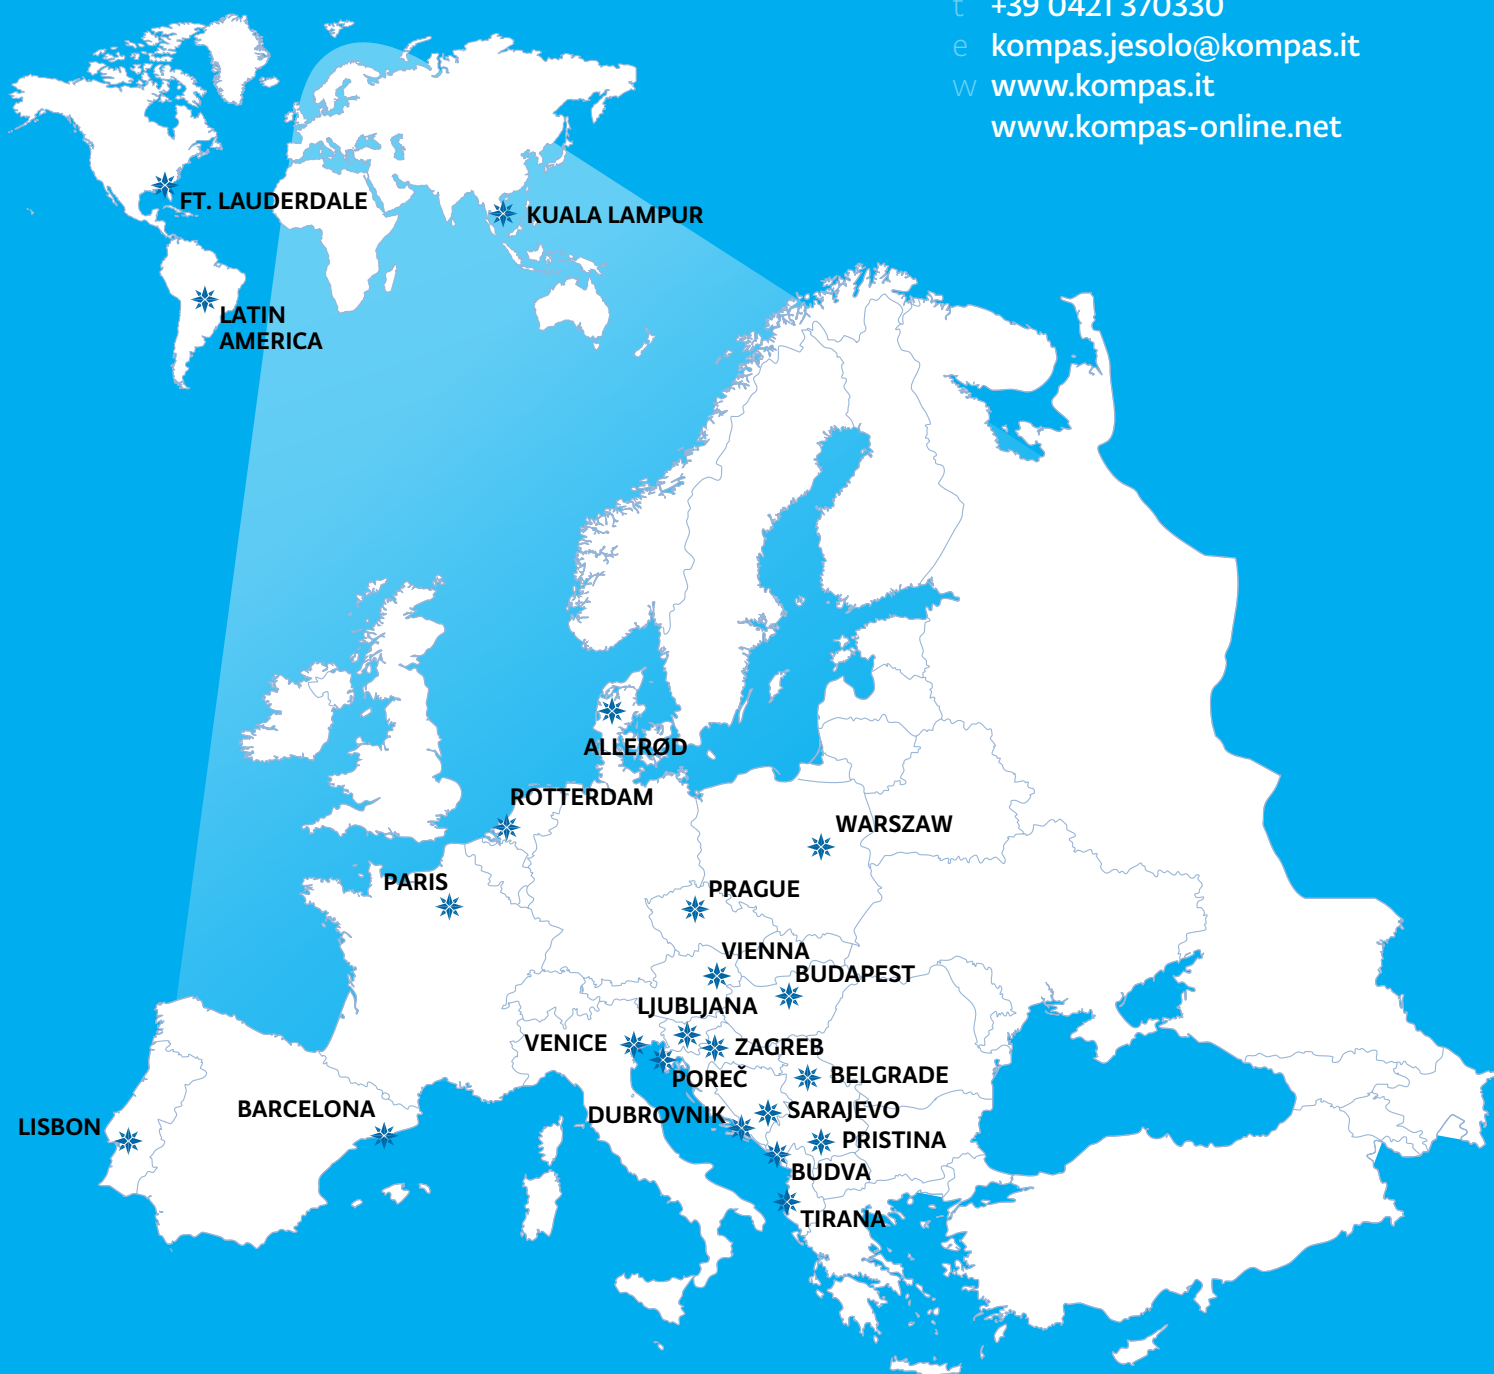 t +39 0421 370330
e kompas.jesolo@kompas.it
w www.kompas.it
www.kompas-online.net
FT. LAUDERDALE
KUALA LAMPUR
LATIN
AMERICA
ALLERØD
ROTTERDAM
WARSZAW
PARIS
PRAGUE
VIENNA
BUDAPEST
LJUBLJANA
VENICE
ZAGREB
POREČ
BELGRADE
BARCELONA
DUBROVNIK
SARAJEVO
LISBON
PRISTINA
BUDVA
TIRANA